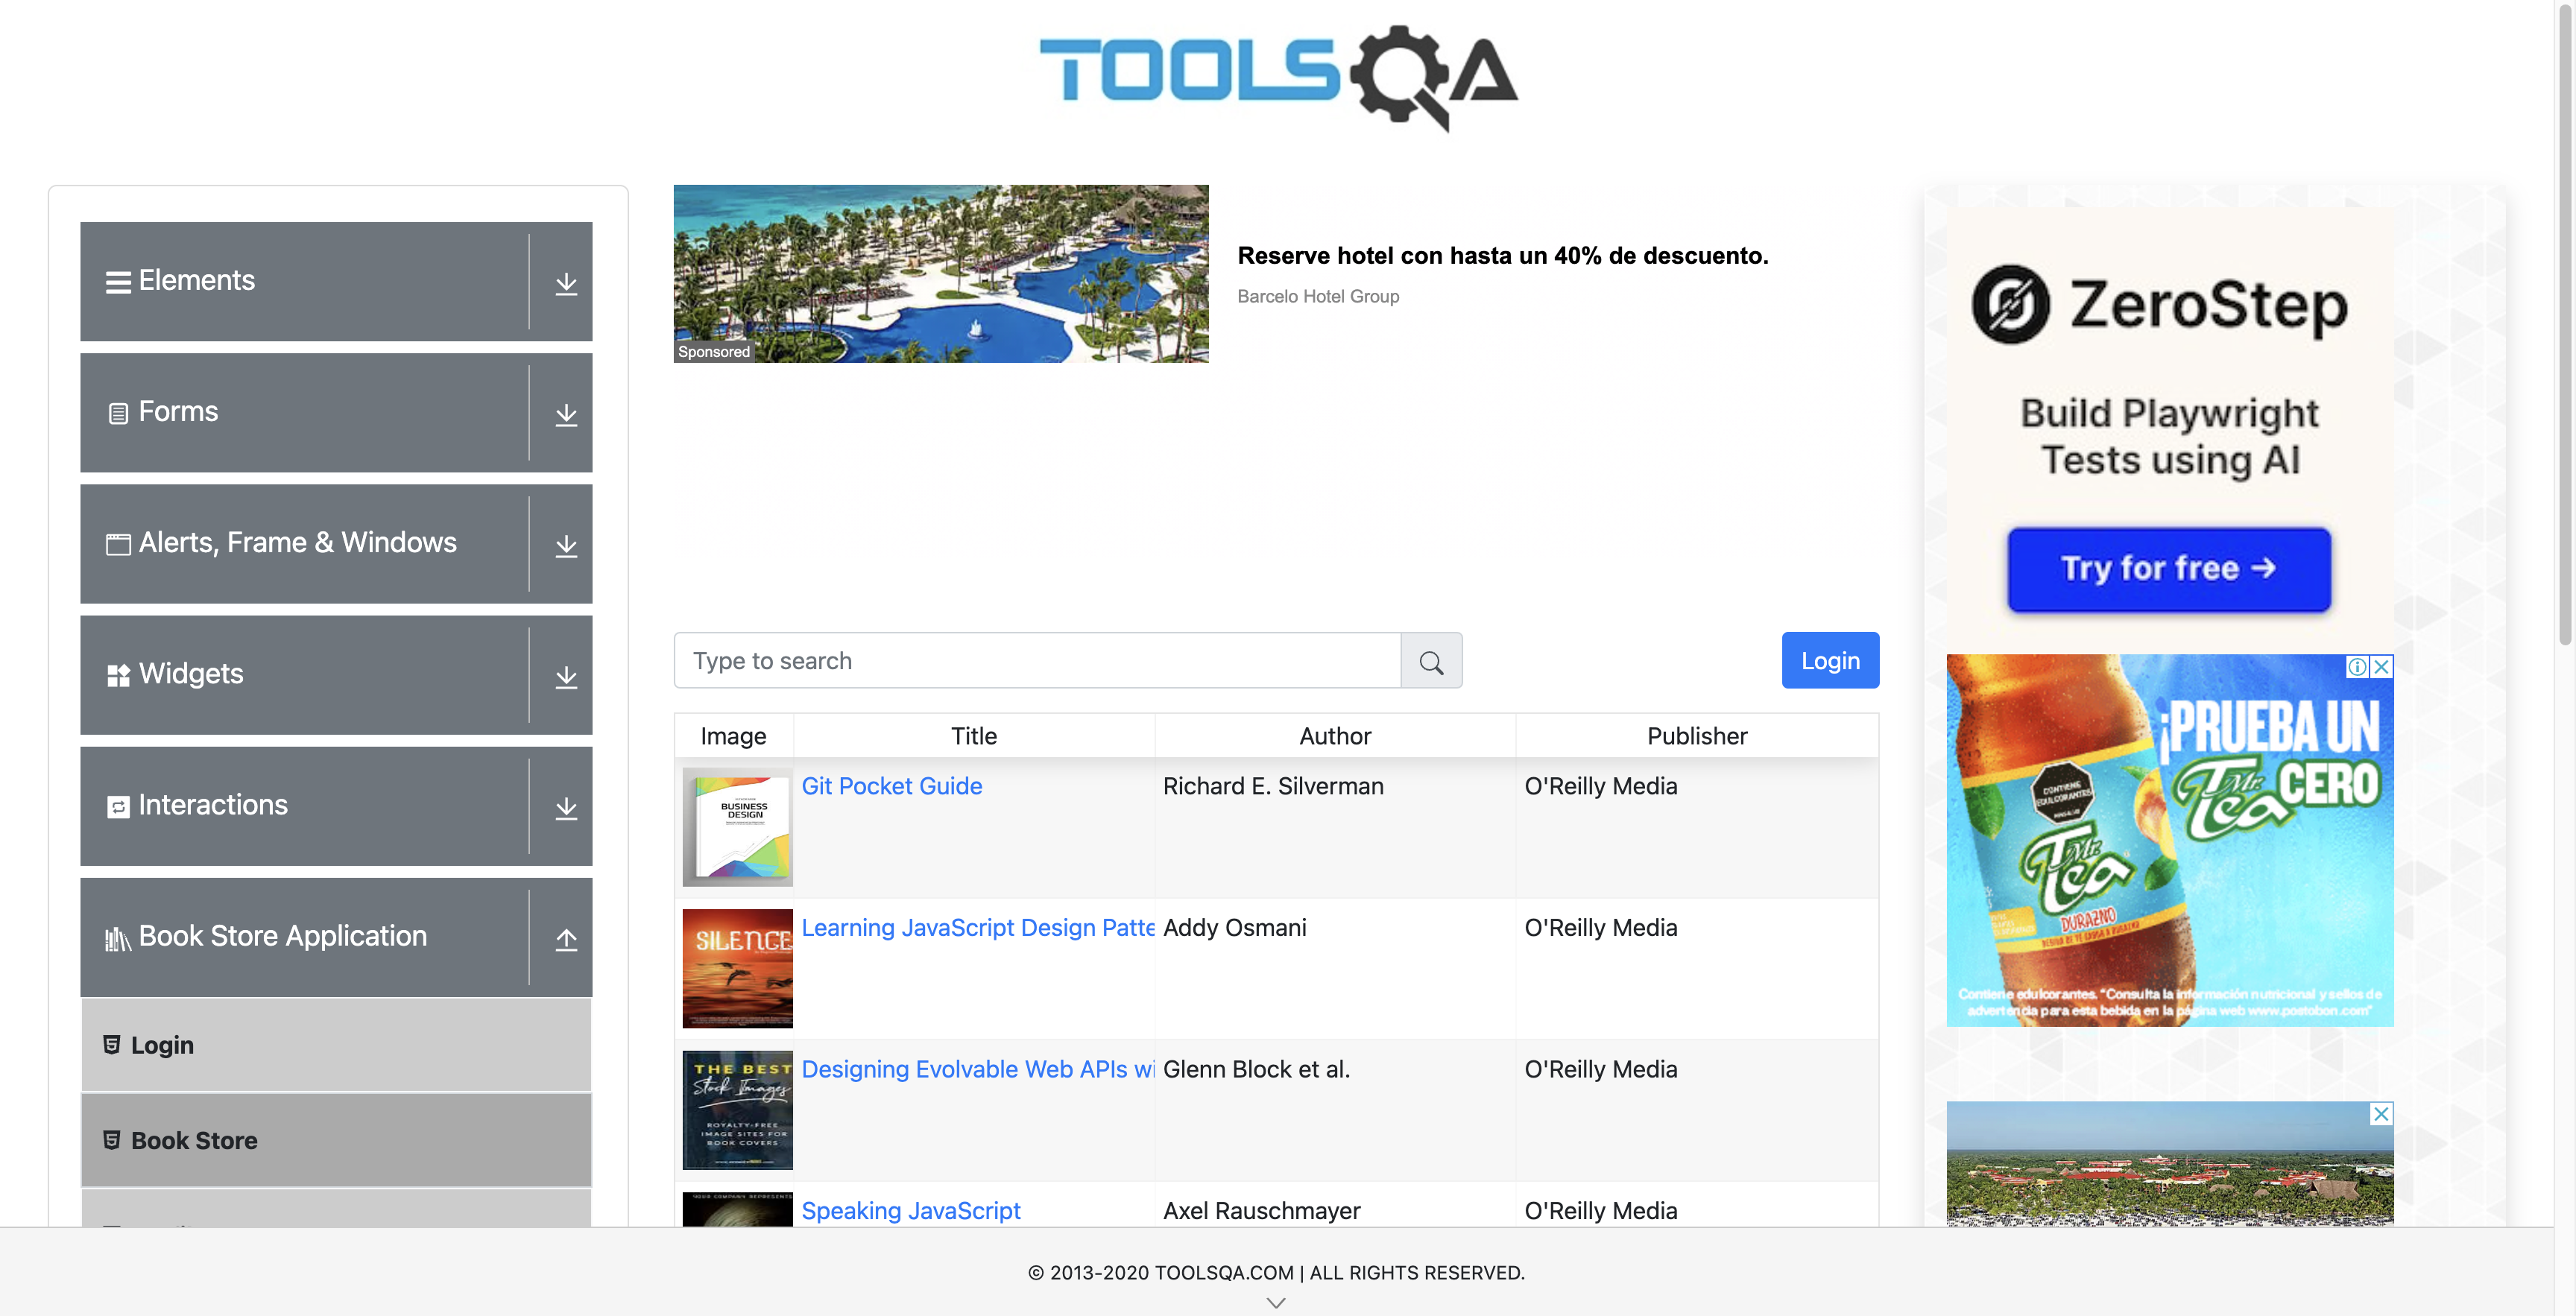 TOOLSQA
Elements
Forms
Alerts, Frame & Windows
Widgets
Interactions
Book Store Application
Login
Book Store
Reserve hotel con hasta un 40% de descuento.
Barcelo Hotel Group
Sponsored
Type to search
Login
Image Title Author Publisher
BUSINESS
DESIGN
Git Pocket Guide Richard E. Silverman O'Reilly Media
SILENCE
Learning JavaScript Design Patte Addy Osmani O'Reilly Media
THE BEST
Stock Images
ROYALTY-FREE
IMAGE SITES FOR
BOOK COVERS
Designing Evolvable Web APIs wi Glenn Block et al. O'Reilly Media
YOUR COMPANY REPRESENTS
Speaking JavaScript Axel Rauschmayer O'Reilly Media
ZeroStep
Build Playwright
Tests using AI
Try for free →
¡PRUEBA UN
Mr. Tea CERO
CONTIENE
EDULCORANTES
Mr. Tea
DURAZNO
Contiene edulcorantes. "Consulta la información nutricional y sellos de
advertencia para esta bebida en la página web www.postobon.com"
© 2013-2020 TOOLSQA.COM | ALL RIGHTS RESERVED.